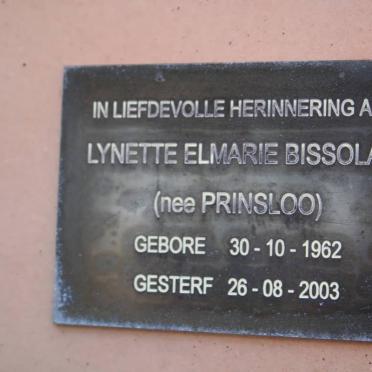 IN LIEFDEVOLLE HERINNERING A
LYNETTE ELMARIE BISSOLA
(nee PRINSLOO)
GEBORE 30 - 10 - 1962
GESTERF 26 - 08 - 2003